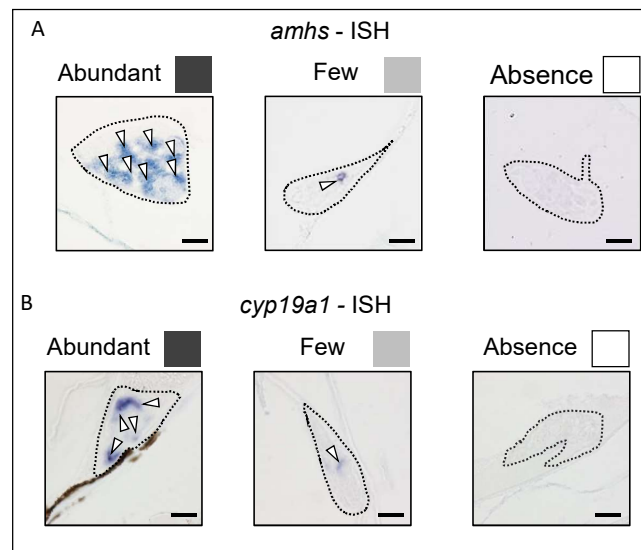 A
amhs - ISH
Abundant Few Absence
B
cyp19a1 - ISH
Abundant Few Absence